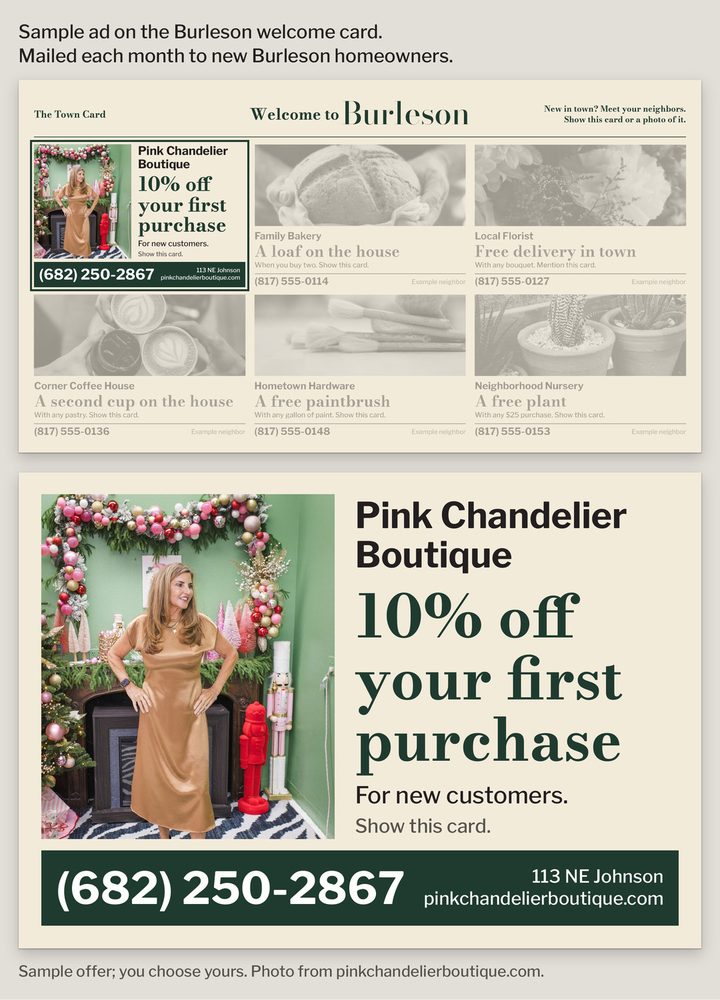 Sample ad on the Burleson welcome card.
Mailed each month to new Burleson homeowners.
The Town Card
Welcome to Burleson
New in town? Meet your neighbors.
Show this card or a photo of it.
Pink Chandelier
Boutique
10% off
your first
purchase
For new customers.
Show this card.
(682) 250-2867
113 NE Johnson
pinkchandelierboutique.com
Family Bakery
A loaf on the house
When you buy two. Show this card.
(817) 555-0114
Example neighbor
Local Florist
Free delivery in town
With any bouquet. Mention this card.
(817) 555-0127
Example neighbor
Corner Coffee House
A second cup on the house
With any pastry. Show this card.
(817) 555-0136
Example neighbor
Hometown Hardware
A free paintbrush
With any gallon of paint. Show this card.
(817) 555-0148
Example neighbor
Neighborhood Nursery
A free plant
With any $25 purchase. Show this card.
(817) 555-0153
Example neighbor
Pink Chandelier
Boutique
10% off
your first
purchase
For new customers.
Show this card.
(682) 250-2867
113 NE Johnson
pinkchandelierboutique.com
Sample offer; you choose yours. Photo from pinkchandelierboutique.com.